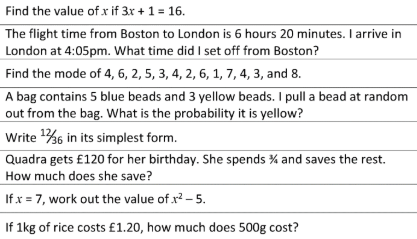 Find the value of x if 3x + 1 = 16.
The flight time from Boston to London is 6 hours 20 minutes. I arrive in
London at 4:05pm. What time did I set off from Boston?
Find the mode of 4, 6, 2, 5, 3, 4, 2, 6, 1, 7, 4, 3, and 8.
A bag contains 5 blue beads and 3 yellow beads. I pull a bead at random
out from the bag. What is the probability it is yellow?
Write 12/36 in its simplest form.
Quadra gets £120 for her birthday. She spends ¾ and saves the rest.
How much does she save?
If x = 7, work out the value of x² – 5.
If 1kg of rice costs £1.20, how much does 500g cost?